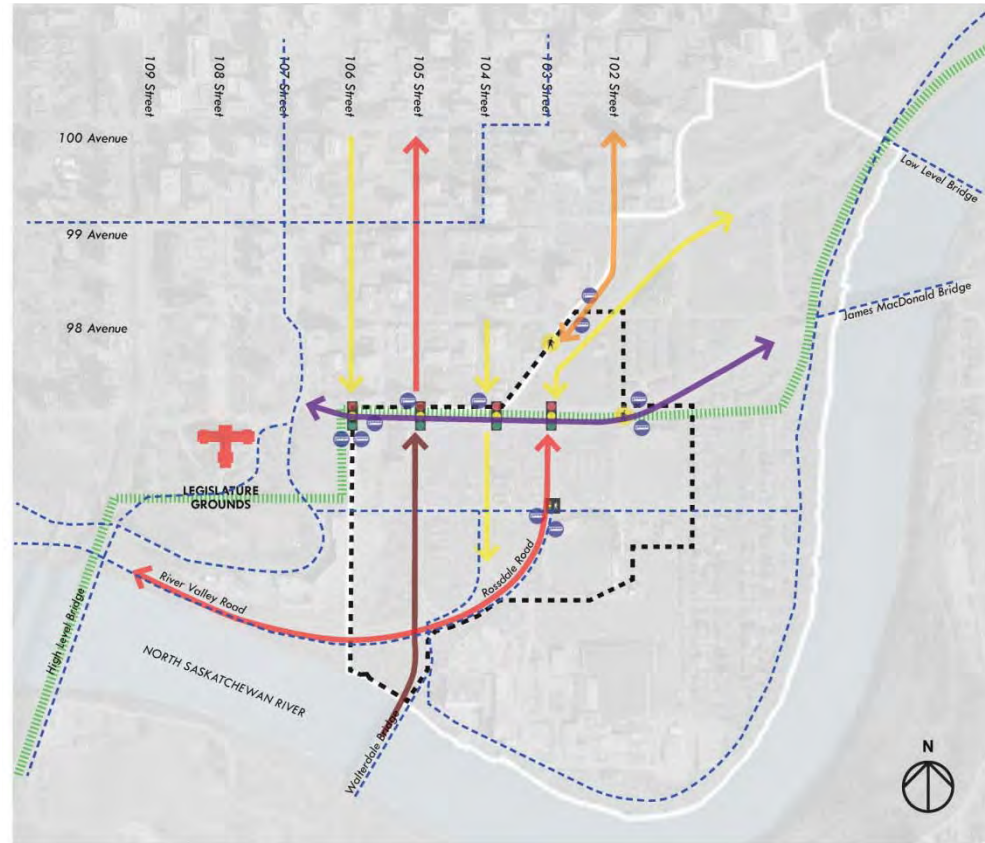 109 Street
108 Street
107 Street
106 Street
105 Street
104 Street
103 Street
102 Street
100 Avenue
99 Avenue
98 Avenue
Low Level Bridge
James MacDonald Bridge
LEGISLATURE
GROUNDS
High Level Bridge
River Valley Road
Rossdale Road
NORTH SASKATCHEWAN RIVER
Walterdale Bridge
N